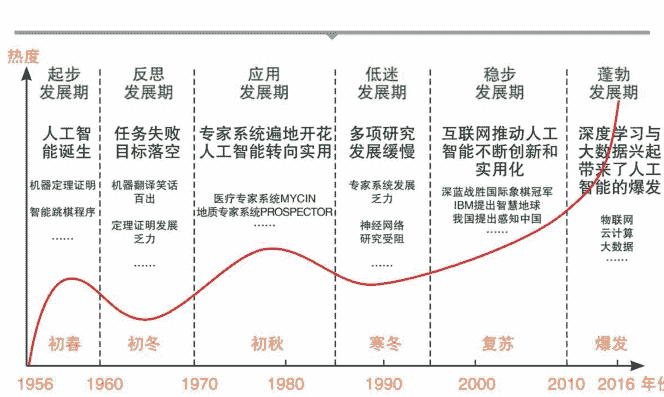 热度
起步
发展期
人工智
能诞生
机器定理证明
智能跳棋程序
……
初春
反思
发展期
任务失败
目标落空
机器翻译笑话
百出
定理证明发展
乏力
……
初冬
应用
发展期
专家系统遍地开花
人工智能转向实用
医疗专家系统MYCIN
地质专家系统PROSPECTOR
……
初秋
低迷
发展期
多项研究
发展缓慢
专家系统发展
乏力
神经网络
研究受阻
……
寒冬
稳步
发展期
互联网推动人工
智能不断创新和
实用化
深蓝战胜国际象棋冠军
IBM提出智慧地球
我国提出感知中国
……
复苏
蓬勃
发展期
深度学习与
大数据兴起
带来了人工
智能的爆发
物联网
云计算
大数据
……
爆发
1956 1960 1970 1980 1990 2000 2010 2016 年份